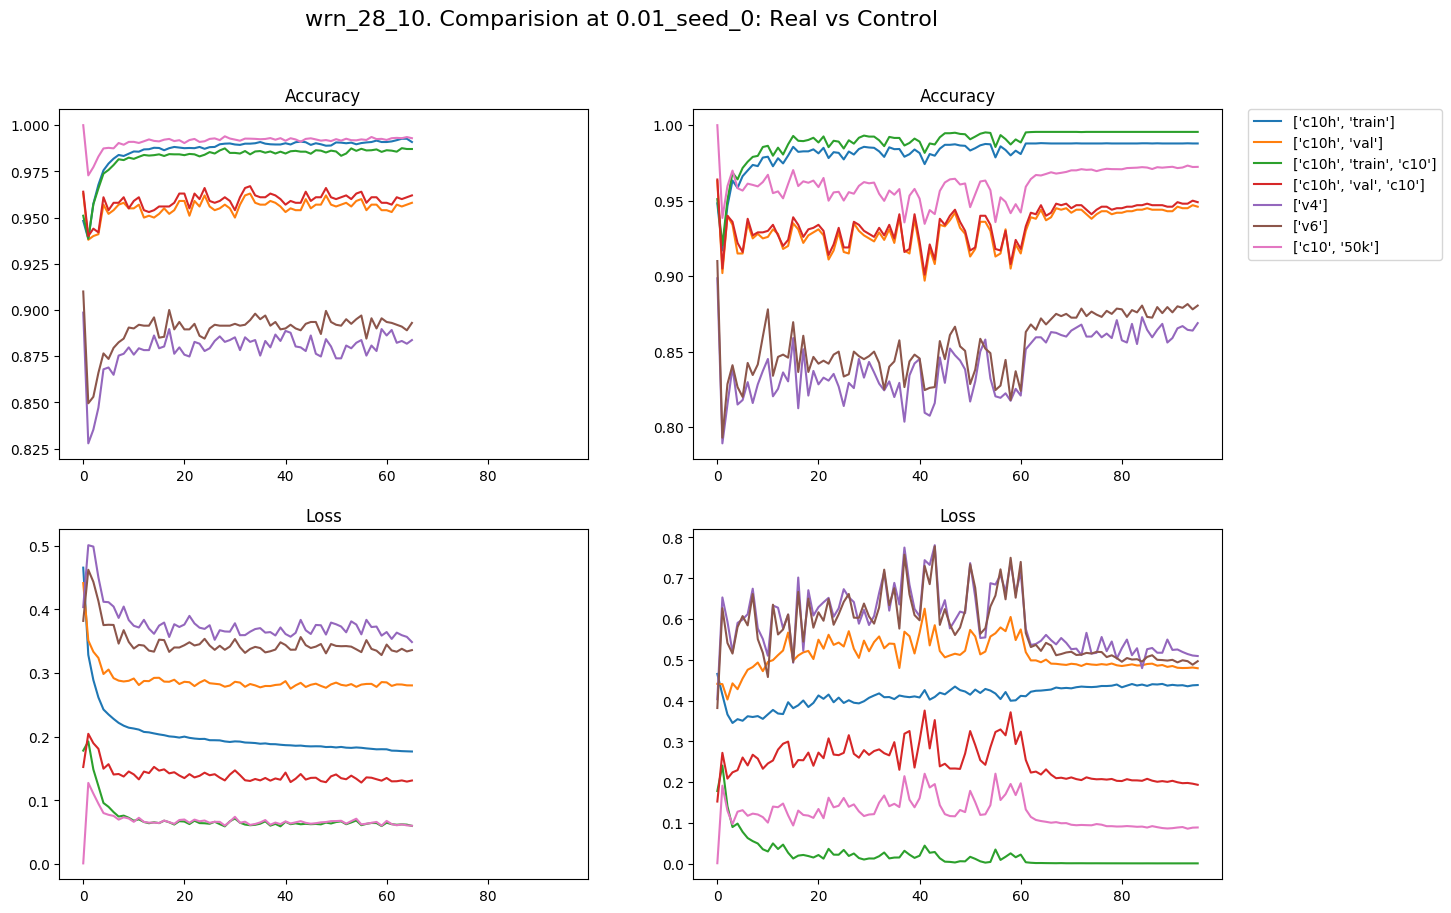 wrn_28_10. Comparision at 0.01_seed_0: Real vs Control
Accuracy
1.000
0.975
0.950
0.925
0.900
0.875
0.850
0.825
0 20 40 60 80
Accuracy
1.00
0.95
0.90
0.85
0.80
0 20 40 60 80
['c10h', 'train']
['c10h', 'val']
['c10h', 'train', 'c10']
['c10h', 'val', 'c10']
['v4']
['v6']
['c10', '50k']
Loss
0.5
0.4
0.3
0.2
0.1
0.0
0 20 40 60 80
Loss
0.8
0.7
0.6
0.5
0.4
0.3
0.2
0.1
0.0
0 20 40 60 80